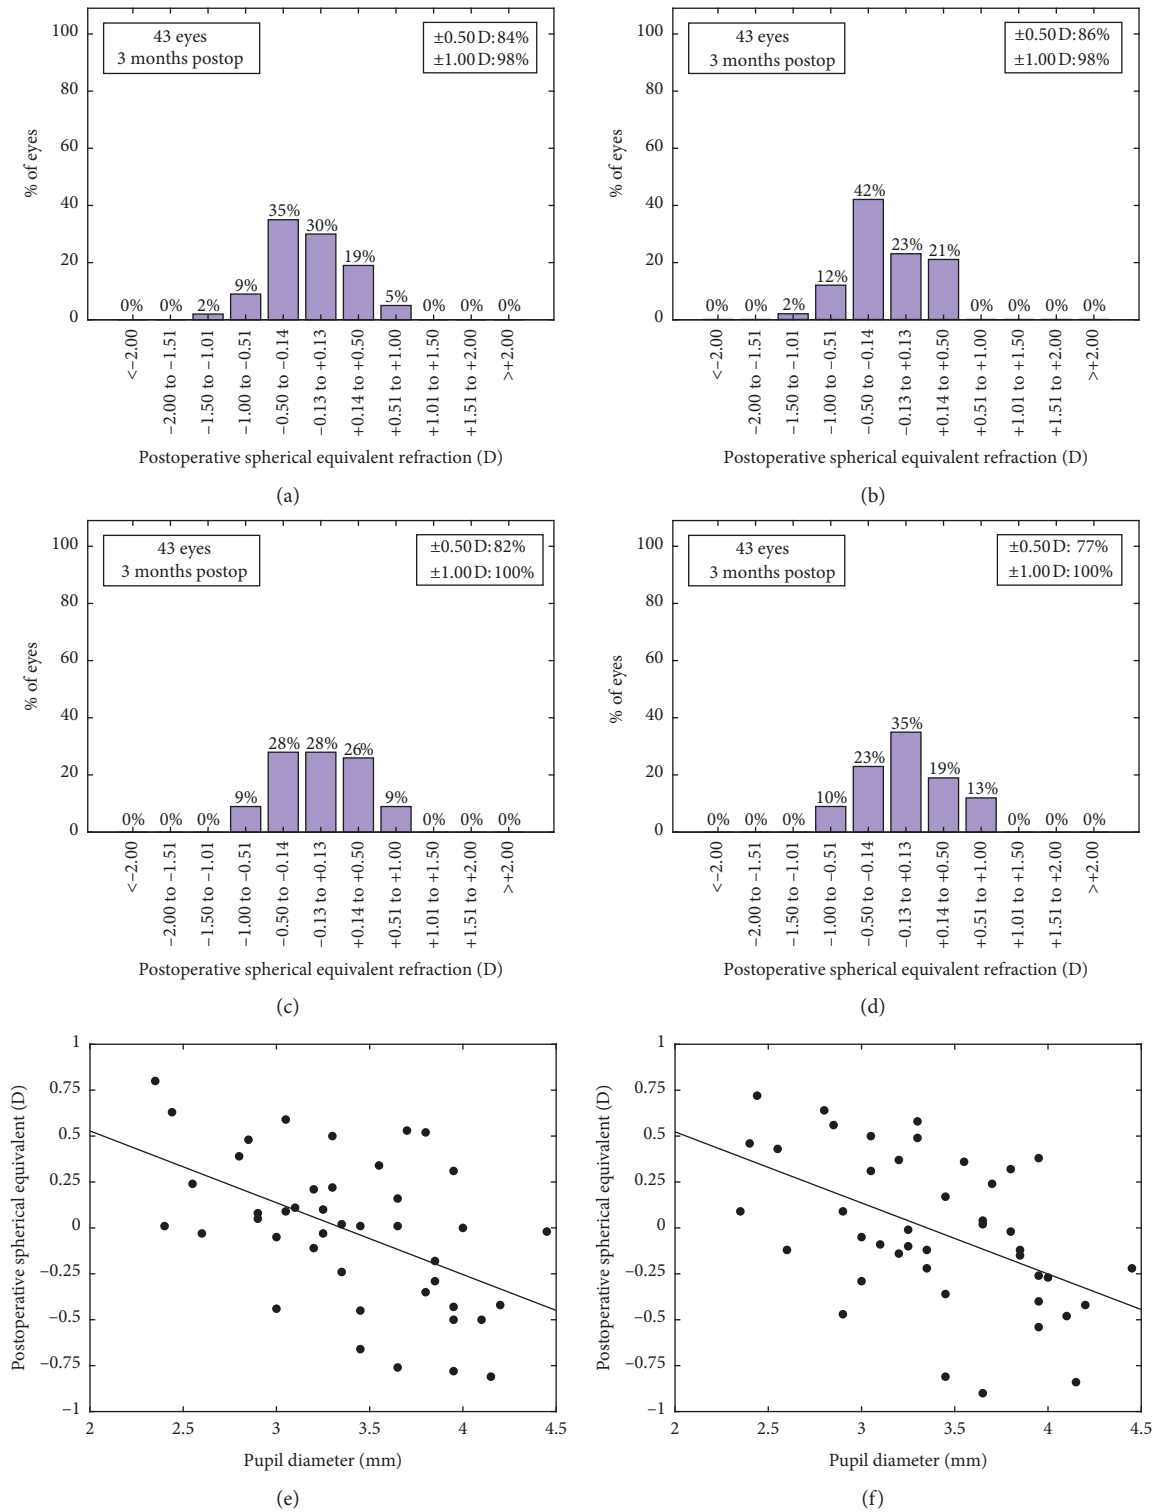 43 eyes
3 months postop
±0.50 D: 84%
±1.00 D: 98%
100
80
60
40
20
0
% of eyes
0%
0%
2%
9%
35%
30%
19%
5%
0%
0%
0%
<−2.00
−2.00 to −1.51
−1.50 to −1.01
−1.00 to −0.51
−0.50 to −0.14
−0.13 to +0.13
+0.14 to +0.50
+0.51 to +1.00
+1.01 to +1.50
+1.51 to +2.00
>+2.00
Postoperative spherical equivalent refraction (D)
(a)
43 eyes
3 months postop
±0.50 D: 86%
±1.00 D: 98%
100
80
60
40
20
0
% of eyes
0%
0%
2%
12%
42%
23%
21%
0%
0%
0%
0%
<−2.00
−2.00 to −1.51
−1.50 to −1.01
−1.00 to −0.51
−0.50 to −0.14
−0.13 to +0.13
+0.14 to +0.50
+0.51 to +1.00
+1.01 to +1.50
+1.51 to +2.00
>+2.00
Postoperative spherical equivalent refraction (D)
(b)
43 eyes
3 months postop
±0.50 D: 82%
±1.00 D: 100%
100
80
60
40
20
0
% of eyes
0%
0%
0%
9%
28%
28%
26%
9%
0%
0%
0%
<−2.00
−2.00 to −1.51
−1.50 to −1.01
−1.00 to −0.51
−0.50 to −0.14
−0.13 to +0.13
+0.14 to +0.50
+0.51 to +1.00
+1.01 to +1.50
+1.51 to +2.00
>+2.00
Postoperative spherical equivalent refraction (D)
(c)
43 eyes
3 months postop
±0.50 D: 77%
±1.00 D: 100%
100
80
60
40
20
0
% of eyes
0%
0%
0%
10%
23%
35%
19%
13%
0%
0%
0%
<−2.00
−2.00 to −1.51
−1.50 to −1.01
−1.00 to −0.51
−0.50 to −0.14
−0.13 to +0.13
+0.14 to +0.50
+0.51 to +1.00
+1.01 to +1.50
+1.51 to +2.00
>+2.00
Postoperative spherical equivalent refraction (D)
(d)
1
0.75
0.5
0.25
0
−0.25
−0.5
−0.75
−1
Postoperative spherical equivalent (D)
2
2.5
3
3.5
4
4.5
Pupil diameter (mm)
(e)
1
0.75
0.5
0.25
0
−0.25
−0.5
−0.75
−1
Postoperative spherical equivalent (D)
2
2.5
3
3.5
4
4.5
Pupil diameter (mm)
(f)